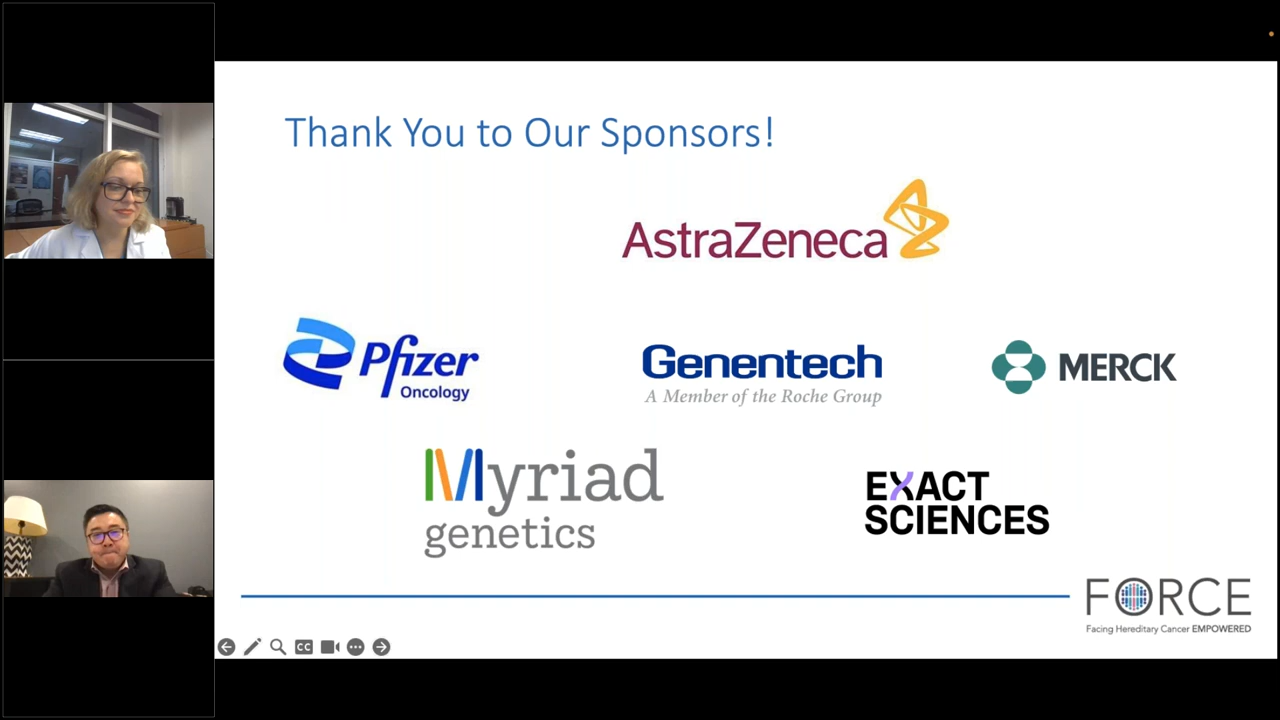 Thank You to Our Sponsors!
AstraZeneca
Pfizer
Oncology
Genentech
A Member of the Roche Group
MERCK
Myriad
genetics
EXACT
SCIENCES
FORCE
Facing Hereditary Cancer EMPOWERED
CC